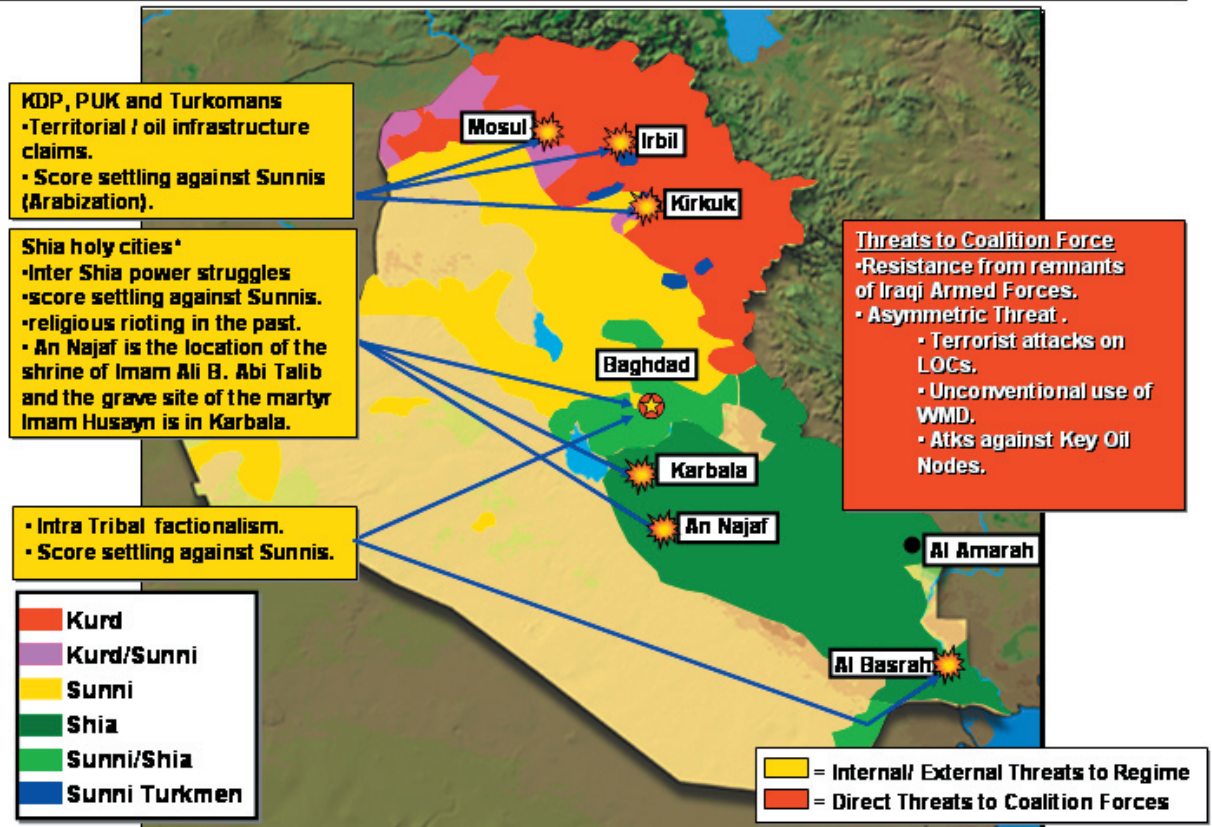 KDP, PUK and Turkomans
•Territorial / oil infrastructure
claims.
• Score settling against Sunnis
(Arabization).
Shia holy cities*
•Inter Shia power struggles
•score settling against Sunnis.
•religious rioting in the past.
• An Najaf is the location of the
shrine of Imam Ali B. Abi Talib
and the grave site of the martyr
Imam Husayn is in Karbala.
• Intra Tribal factionalism.
• Score settling against Sunnis.
Kurd
Kurd/Sunni
Sunni
Shia
Sunni/Shia
Sunni Turkmen
Mosul
Irbil
Kirkuk
Baghdad
Karbala
An Najaf
Al Amarah
Al Basrah
Threats to Coalition Force
•Resistance from remnants
of Iraqi Armed Forces.
• Asymmetric Threat .
• Terrorist attacks on
LOCs.
• Unconventional use of
WMD.
• Atks against Key Oil
Nodes.
= Internal/ External Threats to Regime
= Direct Threats to Coalition Forces